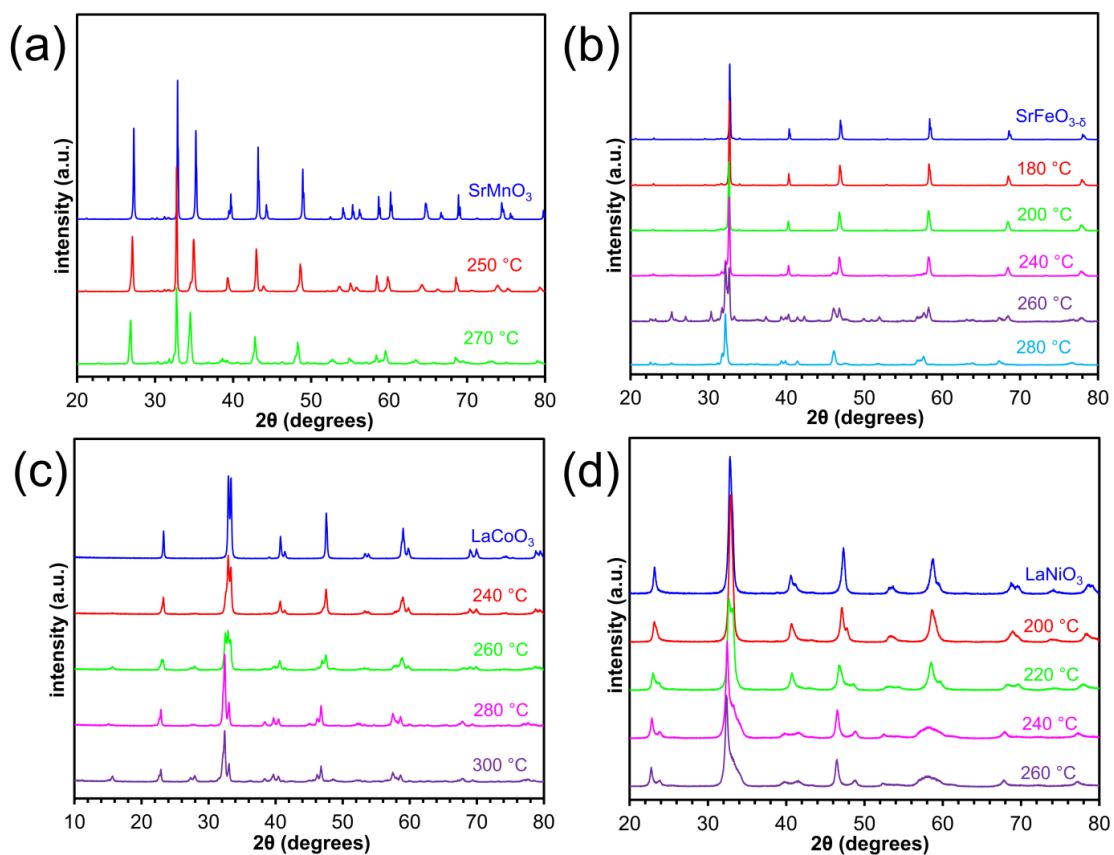 (a)
SrMnO3
250 °C
270 °C
intensity (a.u.)
20 30 40 50 60 70 80
2θ (degrees)
(b)
SrFeO3-δ
180 °C
200 °C
240 °C
260 °C
280 °C
intensity (a.u.)
20 30 40 50 60 70 80
2θ (degrees)
(c)
LaCoO3
240 °C
260 °C
280 °C
300 °C
intensity (a.u.)
10 20 30 40 50 60 70 80
2θ (degrees)
(d)
LaNiO3
200 °C
220 °C
240 °C
260 °C
intensity (a.u.)
20 30 40 50 60 70 80
2θ (degrees)